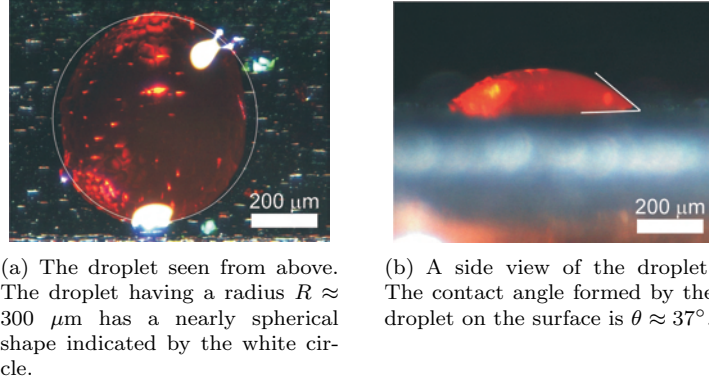 200 μm
200 μm
(a) The droplet seen from above.
The droplet having a radius R ≈
300 μm has a nearly spherical
shape indicated by the white cir-
cle.
(b) A side view of the droplet
The contact angle formed by the
droplet on the surface is θ ≈ 37°.